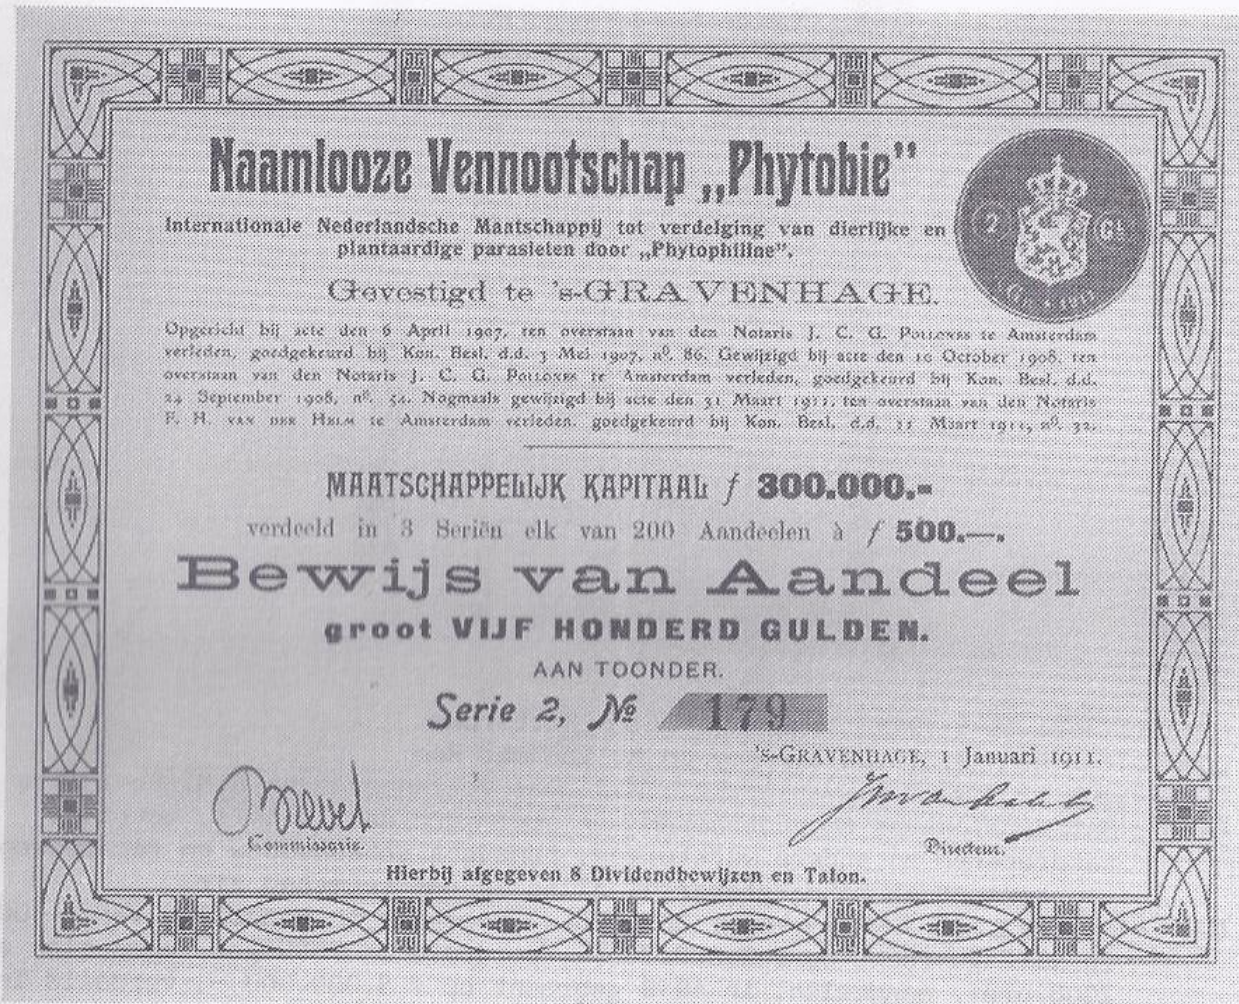 Naamlooze Vennootschap „Phytobie”
Internationale Nederlandsche Maatschappij tot verdelging van dierlijke en
plantaardige parasieten door „Phytophiline”.
2 Gt
Gevestigd te 's-GRAVENHAGE.
Opgericht bij acte den 6 April 1907, ten overstaan van den Notaris J. C. G. te Amsterdam
verleden, goedgekeurd bij Kon. Besl. d.d. 3 Mei 1907, nº. 86. Gewijzigd bij acte den 10 October 1908, ten
overstaan van den Notaris J. C. G. te Amsterdam verleden, goedgekeurd bij Kon. Besl. d.d.
24 September 1908, nº. 54. Nogmaals gewijzigd bij acte den 31 Maart 1911, ten overstaan van den Notaris
F. H. VAN DER HELM te Amsterdam verleden, goedgekeurd bij Kon. Besl. d.d. 11 Maart 1911, nº. 32.
MAATSCHAPPELIJK KAPITAAL ƒ 300.000.-
verdeeld in 3 Seriën elk van 200 Aandeelen à ƒ 500.—.
Bewijs van Aandeel
groot VIJF HONDERD GULDEN.
AAN TOONDER.
Serie 2, № 179
'S-GRAVENHAGE, 1 Januari 1911.
Commissaris.
Directeur.
Hierbij afgegeven 8 Dividendbewijzen en Talon.